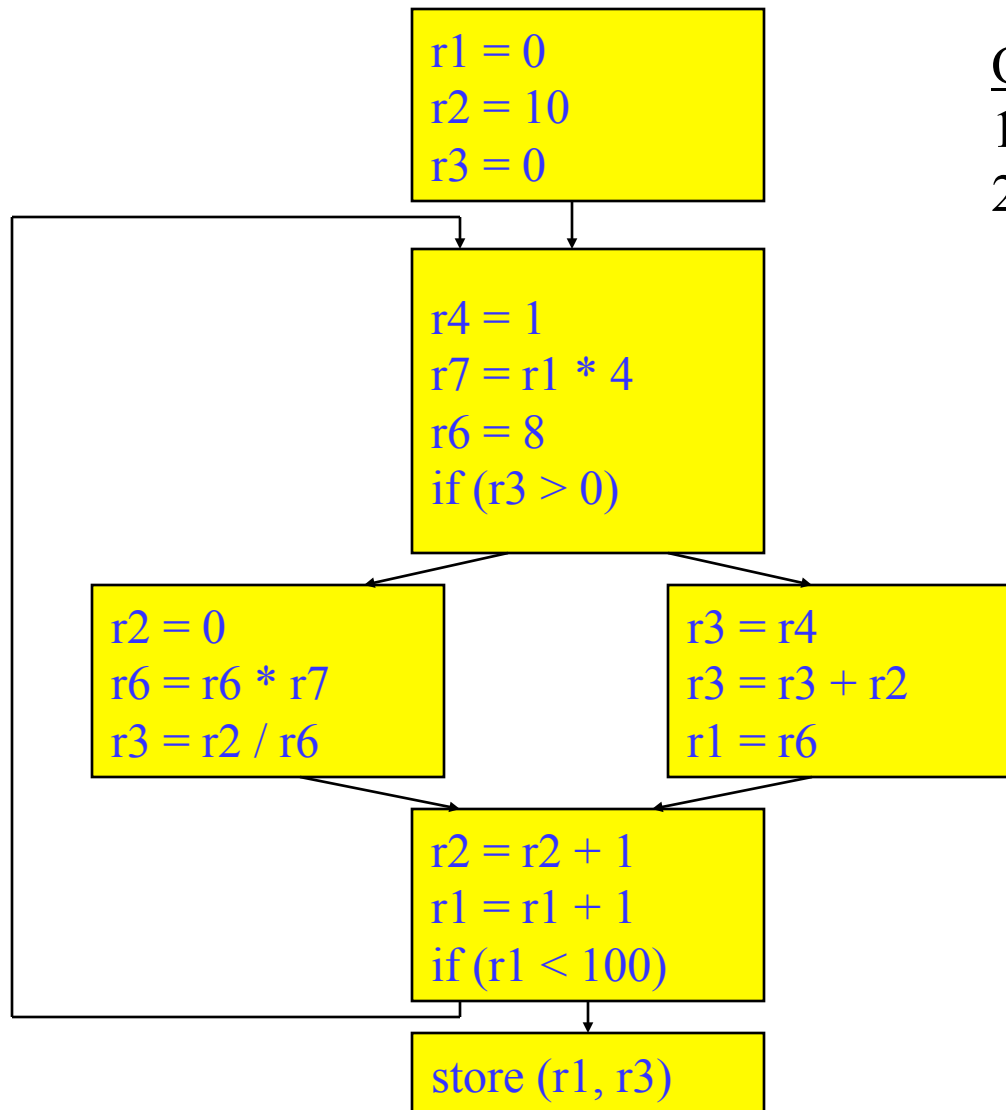 r1 = 0
r2 = 10
r3 = 0
1
2
r4 = 1
r7 = r1 * 4
r6 = 8
if (r3 > 0)
r2 = 0
r6 = r6 * r7
r3 = r2 / r6
r3 = r4
r3 = r3 + r2
r1 = r6
r2 = r2 + 1
r1 = r1 + 1
if (r1 < 100)
store (r1, r3)